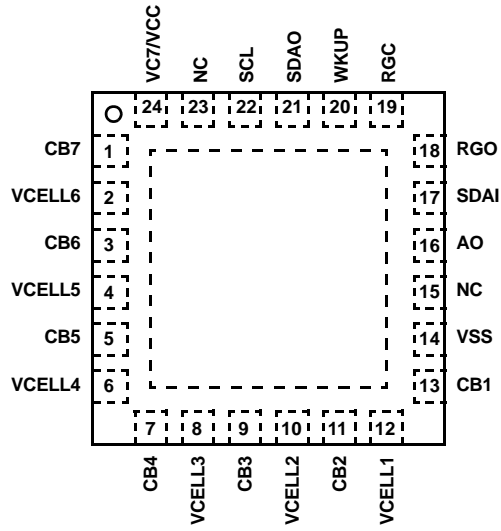 VC7/VCC
NC
SCL
SDAO
WKUP
RGC
24
23
22
21
20
19
CB7 1
18 RGO
VCELL6 2
17 SDAI
CB6 3
16 AO
VCELL5 4
15 NC
CB5 5
14 VSS
VCELL4 6
13 CB1
7
8
9
10
11
12
CB4
VCELL3
CB3
VCELL2
CB2
VCELL1